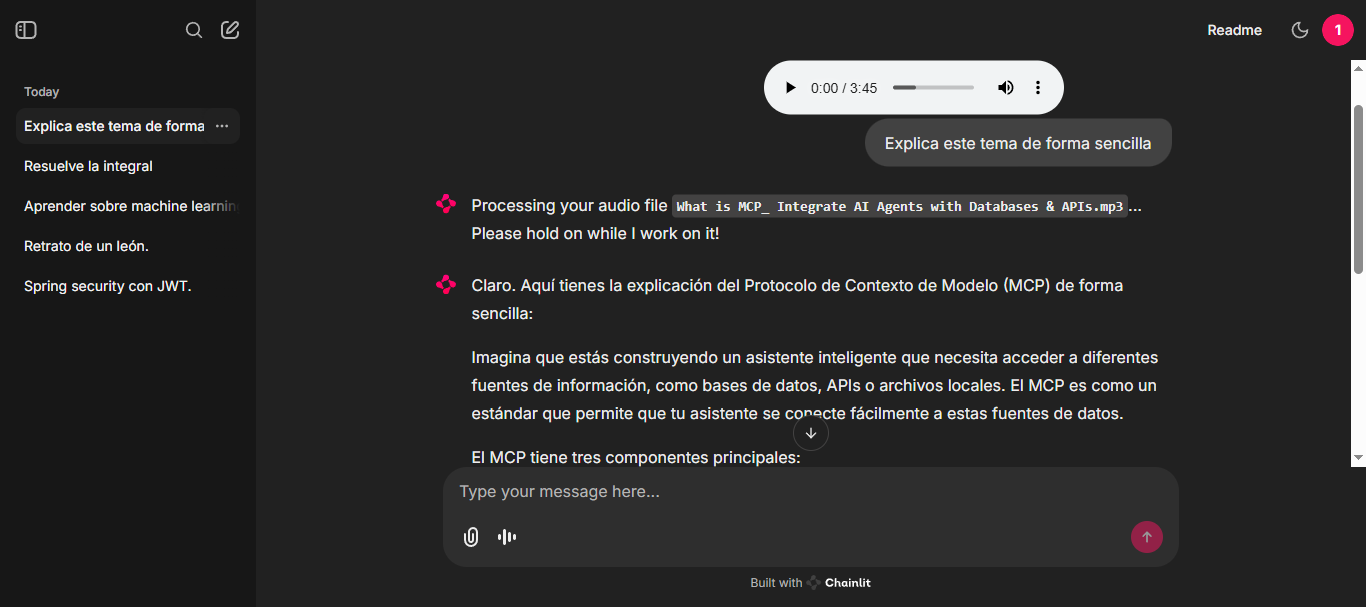 Readme
1
Today
Explica este tema de forma ...
Resuelve la integral
Aprender sobre machine learnin
Retrato de un león.
Spring security con JWT.
0:00 / 3:45
Explica este tema de forma sencilla
Processing your audio file What is MCP_ Integrate AI Agents with Databases & APIs.mp3 ...
Please hold on while I work on it!
Claro. Aquí tienes la explicación del Protocolo de Contexto de Modelo (MCP) de forma
sencilla:
Imagina que estás construyendo un asistente inteligente que necesita acceder a diferentes
fuentes de información, como bases de datos, APIs o archivos locales. El MCP es como un
estándar que permite que tu asistente se conecte fácilmente a estas fuentes de datos.
El MCP tiene tres componentes principales:
Type your message here...
Built with Chainlit